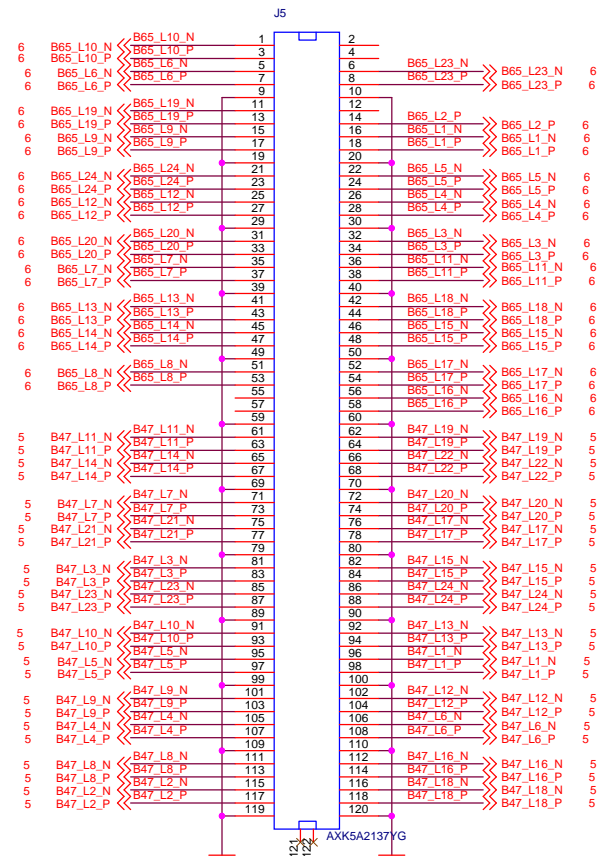 J5
6 B65_L10_N B65_L10_N 1 2
6 B65_L10_P B65_L10_P 3 4
6 B65_L6_N B65_L6_N 5 6 B65_L23_N B65_L23_N 6
6 B65_L6_P B65_L6_P 7 8 B65_L23_P B65_L23_P 6
9 10
6 B65_L19_N B65_L19_N 11 12
6 B65_L19_P B65_L19_P 13 14 B65_L2_P B65_L2_P 6
6 B65_L9_N B65_L9_N 15 16 B65_L1_N B65_L1_N 6
6 B65_L9_P B65_L9_P 17 18 B65_L1_P B65_L1_P 6
19 20
6 B65_L24_N B65_L24_N 21 22 B65_L5_N B65_L5_N 6
6 B65_L24_P B65_L24_P 23 24 B65_L5_P B65_L5_P 6
6 B65_L12_N B65_L12_N 25 26 B65_L4_N B65_L4_N 6
6 B65_L12_P B65_L12_P 27 28 B65_L4_P B65_L4_P 6
29 30
6 B65_L20_N B65_L20_N 31 32 B65_L3_N B65_L3_N 6
6 B65_L20_P B65_L20_P 33 34 B65_L3_P B65_L3_P 6
6 B65_L7_N B65_L7_N 35 36 B65_L11_N B65_L11_N 6
6 B65_L7_P B65_L7_P 37 38 B65_L11_P B65_L11_P 6
39 40
6 B65_L13_N B65_L13_N 41 42 B65_L18_N B65_L18_N 6
6 B65_L13_P B65_L13_P 43 44 B65_L18_P B65_L18_P 6
6 B65_L14_N B65_L14_N 45 46 B65_L15_N B65_L15_N 6
6 B65_L14_P B65_L14_P 47 48 B65_L15_P B65_L15_P 6
49 50
6 B65_L8_N B65_L8_N 51 52 B65_L17_N B65_L17_N 6
6 B65_L8_P B65_L8_P 53 54 B65_L17_P B65_L17_P 6
55 56 B65_L16_N B65_L16_N 6
57 58 B65_L16_P B65_L16_P 6
59 60
5 B47_L11_N B47_L11_N 61 62 B47_L19_N B47_L19_N 5
5 B47_L11_P B47_L11_P 63 64 B47_L19_P B47_L19_P 5
5 B47_L14_N B47_L14_N 65 66 B47_L22_N B47_L22_N 5
5 B47_L14_P B47_L14_P 67 68 B47_L22_P B47_L22_P 5
69 70
5 B47_L7_N B47_L7_N 71 72 B47_L20_N B47_L20_N 5
5 B47_L7_P B47_L7_P 73 74 B47_L20_P B47_L20_P 5
5 B47_L21_N B47_L21_N 75 76 B47_L17_N B47_L17_N 5
5 B47_L21_P B47_L21_P 77 78 B47_L17_P B47_L17_P 5
79 80
5 B47_L3_N B47_L3_N 81 82 B47_L15_N B47_L15_N 5
5 B47_L3_P B47_L3_P 83 84 B47_L15_P B47_L15_P 5
5 B47_L23_N B47_L23_N 85 86 B47_L24_N B47_L24_N 5
5 B47_L23_P B47_L23_P 87 88 B47_L24_P B47_L24_P 5
89 90
5 B47_L10_N B47_L10_N 91 92 B47_L13_N B47_L13_N 5
5 B47_L10_P B47_L10_P 93 94 B47_L13_P B47_L13_P 5
5 B47_L5_N B47_L5_N 95 96 B47_L1_N B47_L1_N 5
5 B47_L5_P B47_L5_P 97 98 B47_L1_P B47_L1_P 5
99 100
5 B47_L9_N B47_L9_N 101 102 B47_L12_N B47_L12_N 5
5 B47_L9_P B47_L9_P 103 104 B47_L12_P B47_L12_P 5
5 B47_L4_N B47_L4_N 105 106 B47_L6_N B47_L6_N 5
5 B47_L4_P B47_L4_P 107 108 B47_L6_P B47_L6_P 5
109 110
5 B47_L8_N B47_L8_N 111 112 B47_L16_N B47_L16_N 5
5 B47_L8_P B47_L8_P 113 114 B47_L16_P B47_L16_P 5
5 B47_L2_N B47_L2_N 115 116 B47_L18_N B47_L18_N 5
5 B47_L2_P B47_L2_P 117 118 B47_L18_P B47_L18_P 5
119 120
121 122 AXK5A2137YG